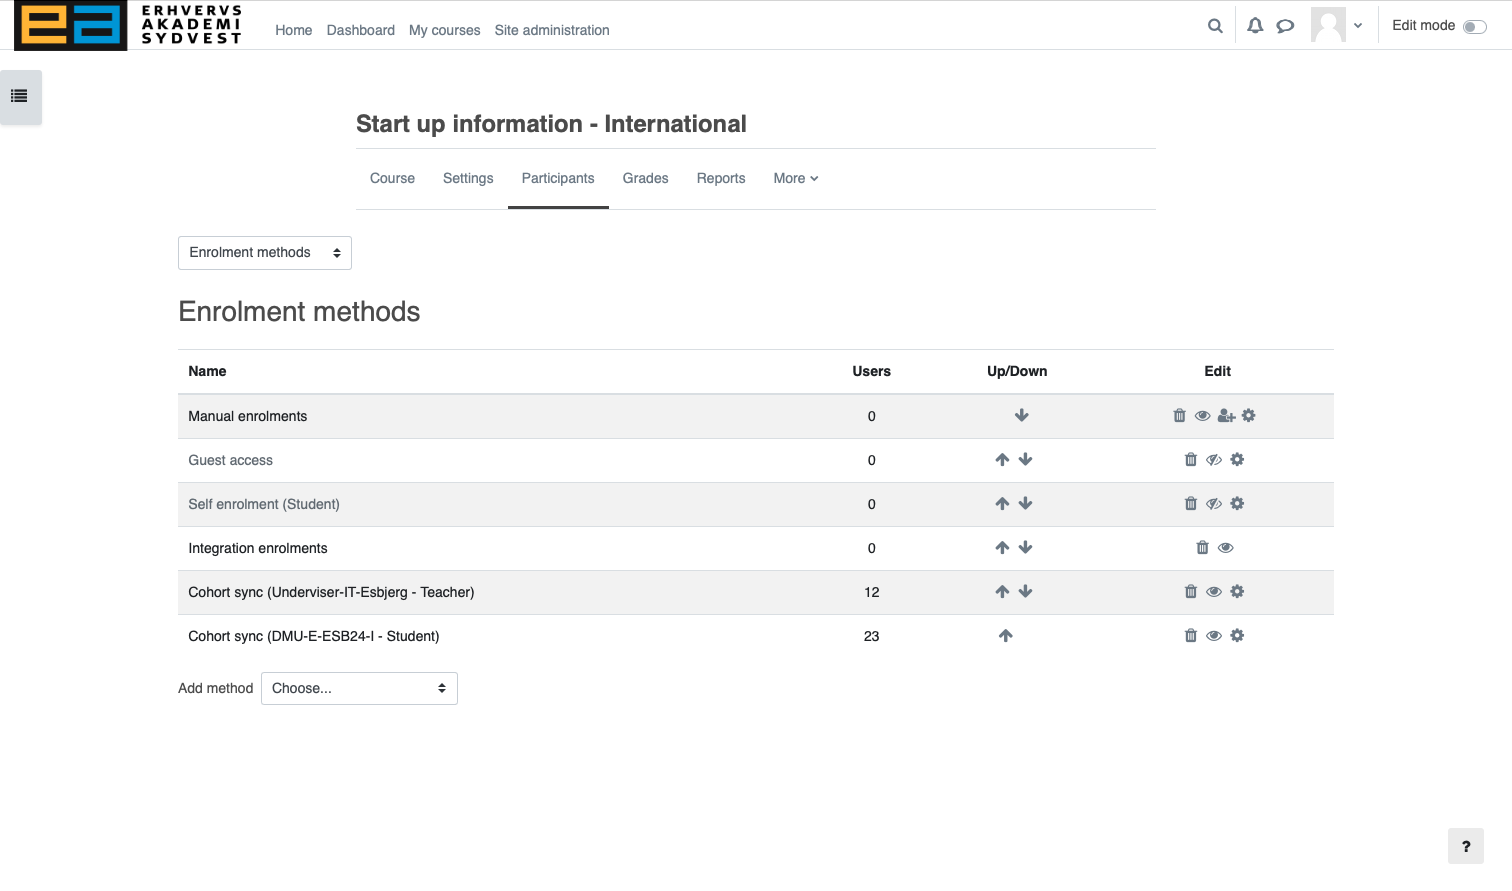 ERHVERVS
AKADEMI
SYDVEST
Home Dashboard My courses Site administration
Edit mode
Start up information - International
Course Settings Participants Grades Reports More
Enrolment methods
Enrolment methods
Name Users Up/Down Edit
Manual enrolments 0
Guest access 0
Self enrolment (Student) 0
Integration enrolments 0
Cohort sync (Underviser-IT-Esbjerg - Teacher) 12
Cohort sync (DMU-E-ESB24-I - Student) 23
Add method Choose...
?